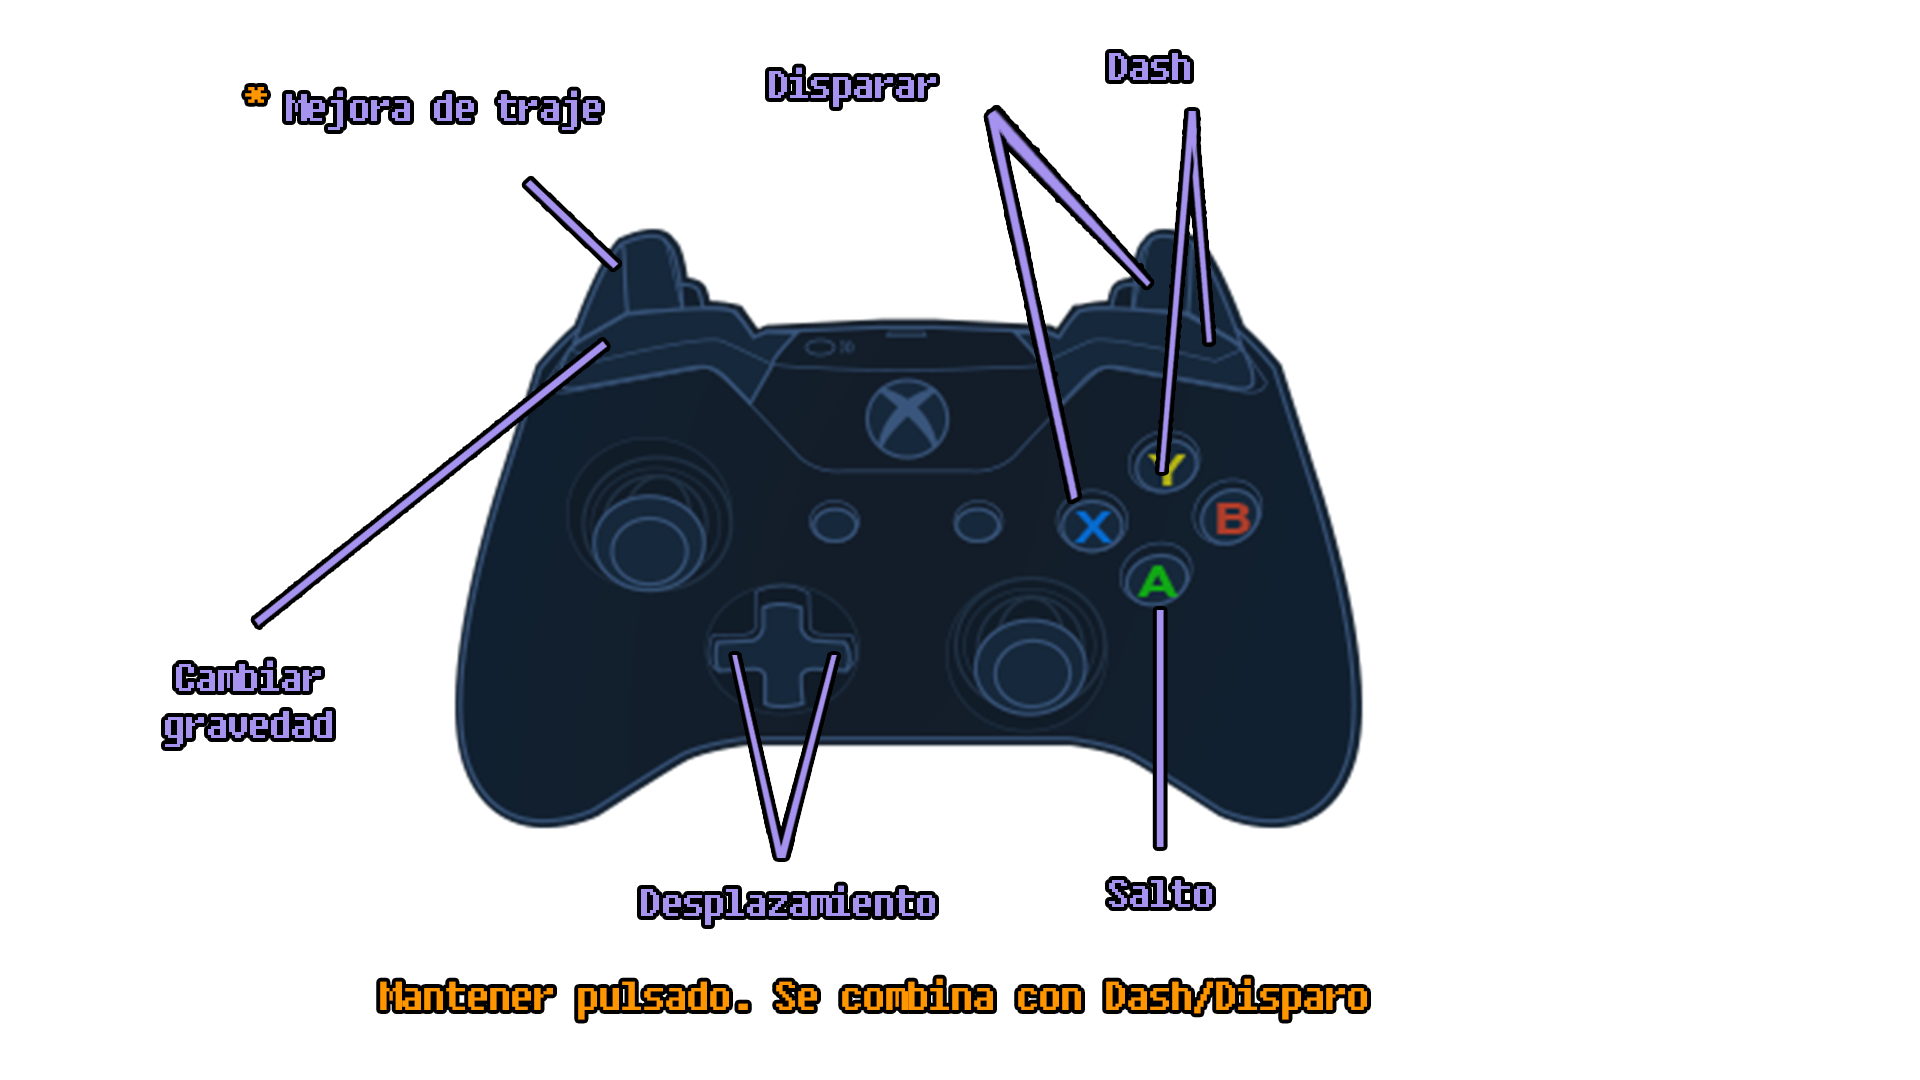 Dash
Disparar
* Mejora de traje
Y
X
B
A
Cambiar
gravedad
Desplazamiento
Salto
Mantener pulsado. Se combina con Dash/Disparo